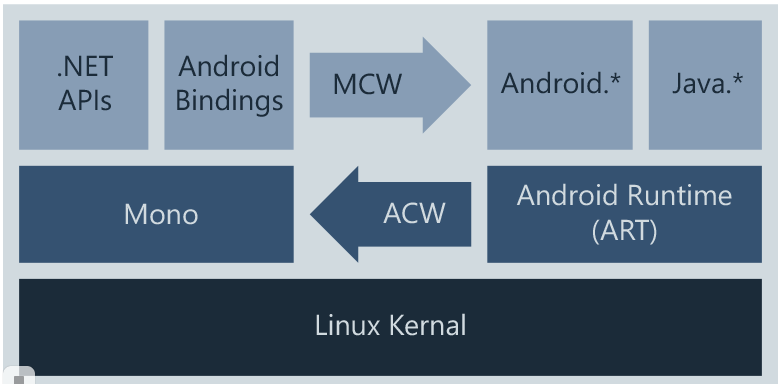 .NET
APIs
Android
Bindings
MCW
Android.*
Java.*
Mono
ACW
Android Runtime
(ART)
Linux Kernal